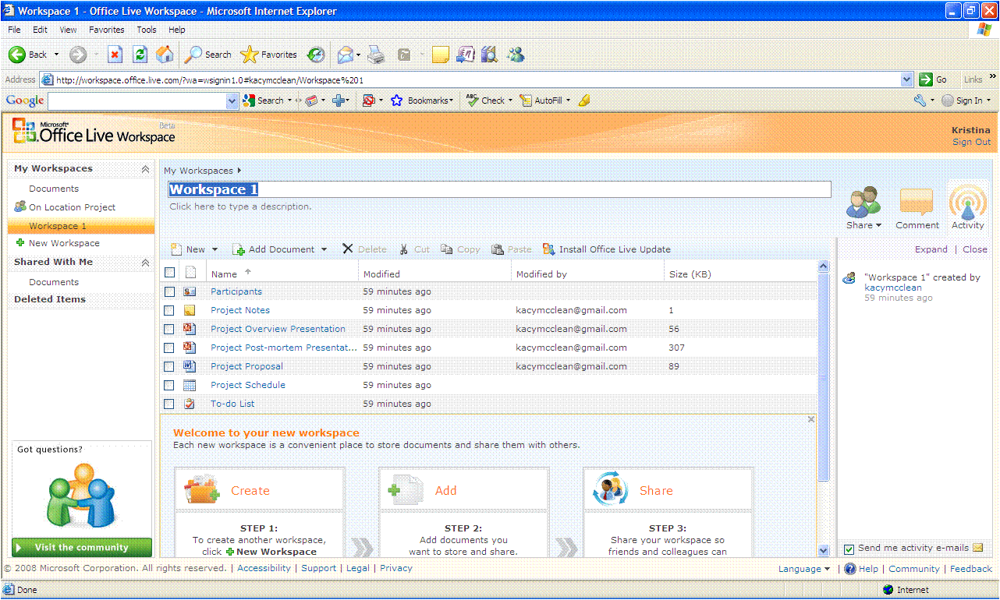 Workspace 1 - Office Live Workspace - Microsoft Internet Explorer
File Edit View Favorites Tools Help
Back Search Favorites
Address http://workspace.office.live.com/?wa=wsignin1.0#kacymcclean/Workspace%201 Go Links »
Google Search Bookmarks ABC Check AutoFill Sign In
Microsoft® Office Live Workspace Beta
Kristina
Sign Out
My Workspaces
Documents
On Location Project
Workspace 1
New Workspace
Shared With Me
Documents
Deleted Items
Got questions?
Visit the community
My Workspaces
Workspace 1
Click here to type a description.
Share Comment Activity
New Add Document Delete Cut Copy Paste Install Office Live Update
Name Modified Modified by Size (KB)
Participants 59 minutes ago
Project Notes 59 minutes ago kacymcclean@gmail.com 1
Project Overview Presentation 59 minutes ago kacymcclean@gmail.com 56
Project Post-mortem Presentat... 59 minutes ago kacymcclean@gmail.com 307
Project Proposal 59 minutes ago kacymcclean@gmail.com 89
Project Schedule 59 minutes ago
To-do List 59 minutes ago
Expand | Close
"Workspace 1" created by
kacymcclean
59 minutes ago
Send me activity e-mails
Welcome to your new workspace
Each new workspace is a convenient place to store documents and share them with others.
Create
STEP 1:
To create another workspace,
click New Workspace
Add
STEP 2:
Add documents you
want to store and share.
Share
STEP 3:
Share your workspace so
friends and colleagues can
© 2008 Microsoft Corporation. All rights reserved. | Accessibility | Support | Legal | Privacy
Language | Help | Community | Feedback
Done Internet